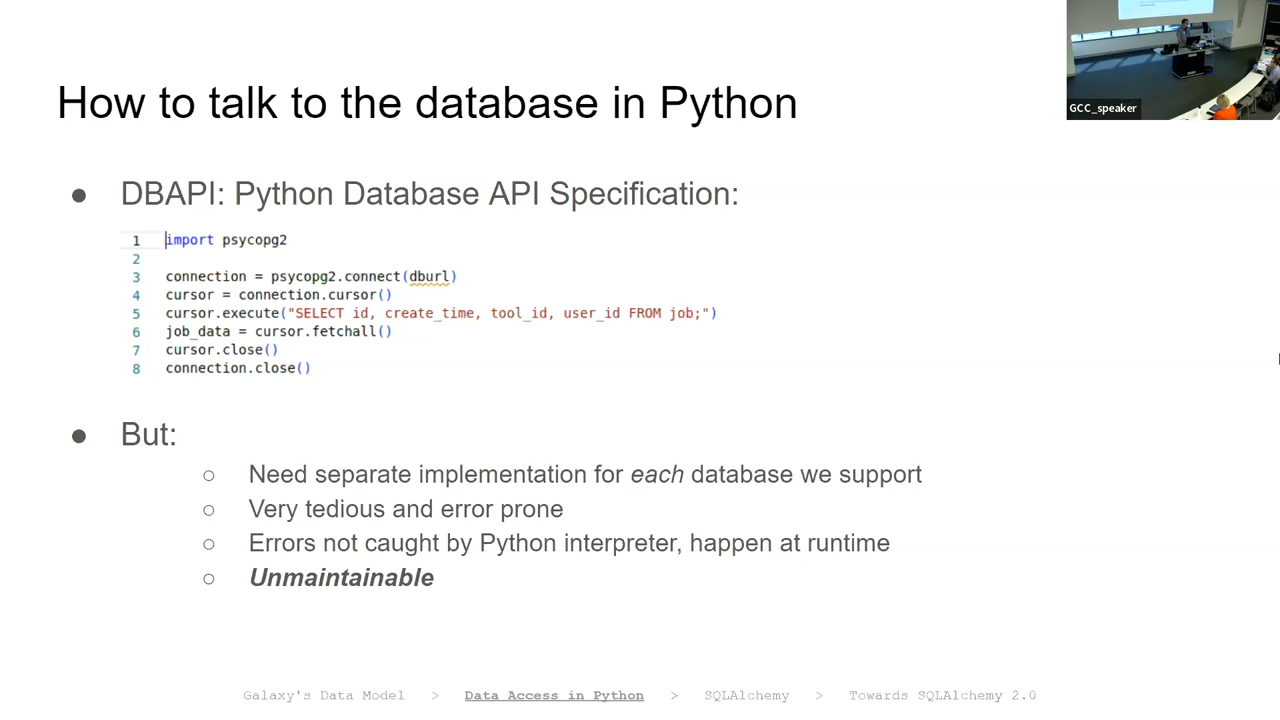 GCC_speaker
How to talk to the database in Python
● DBAPI: Python Database API Specification:
1 import psycopg2
2
3 connection = psycopg2.connect(dburl)
4 cursor = connection.cursor()
5 cursor.execute("SELECT id, create_time, tool_id, user_id FROM job;")
6 job_data = cursor.fetchall()
7 cursor.close()
8 connection.close()
● But:
○ Need separate implementation for each database we support
○ Very tedious and error prone
○ Errors not caught by Python interpreter, happen at runtime
○ Unmaintainable
Galaxy's Data Model > Data Access in Python > SQLAlchemy > Towards SQLAlchemy 2.0